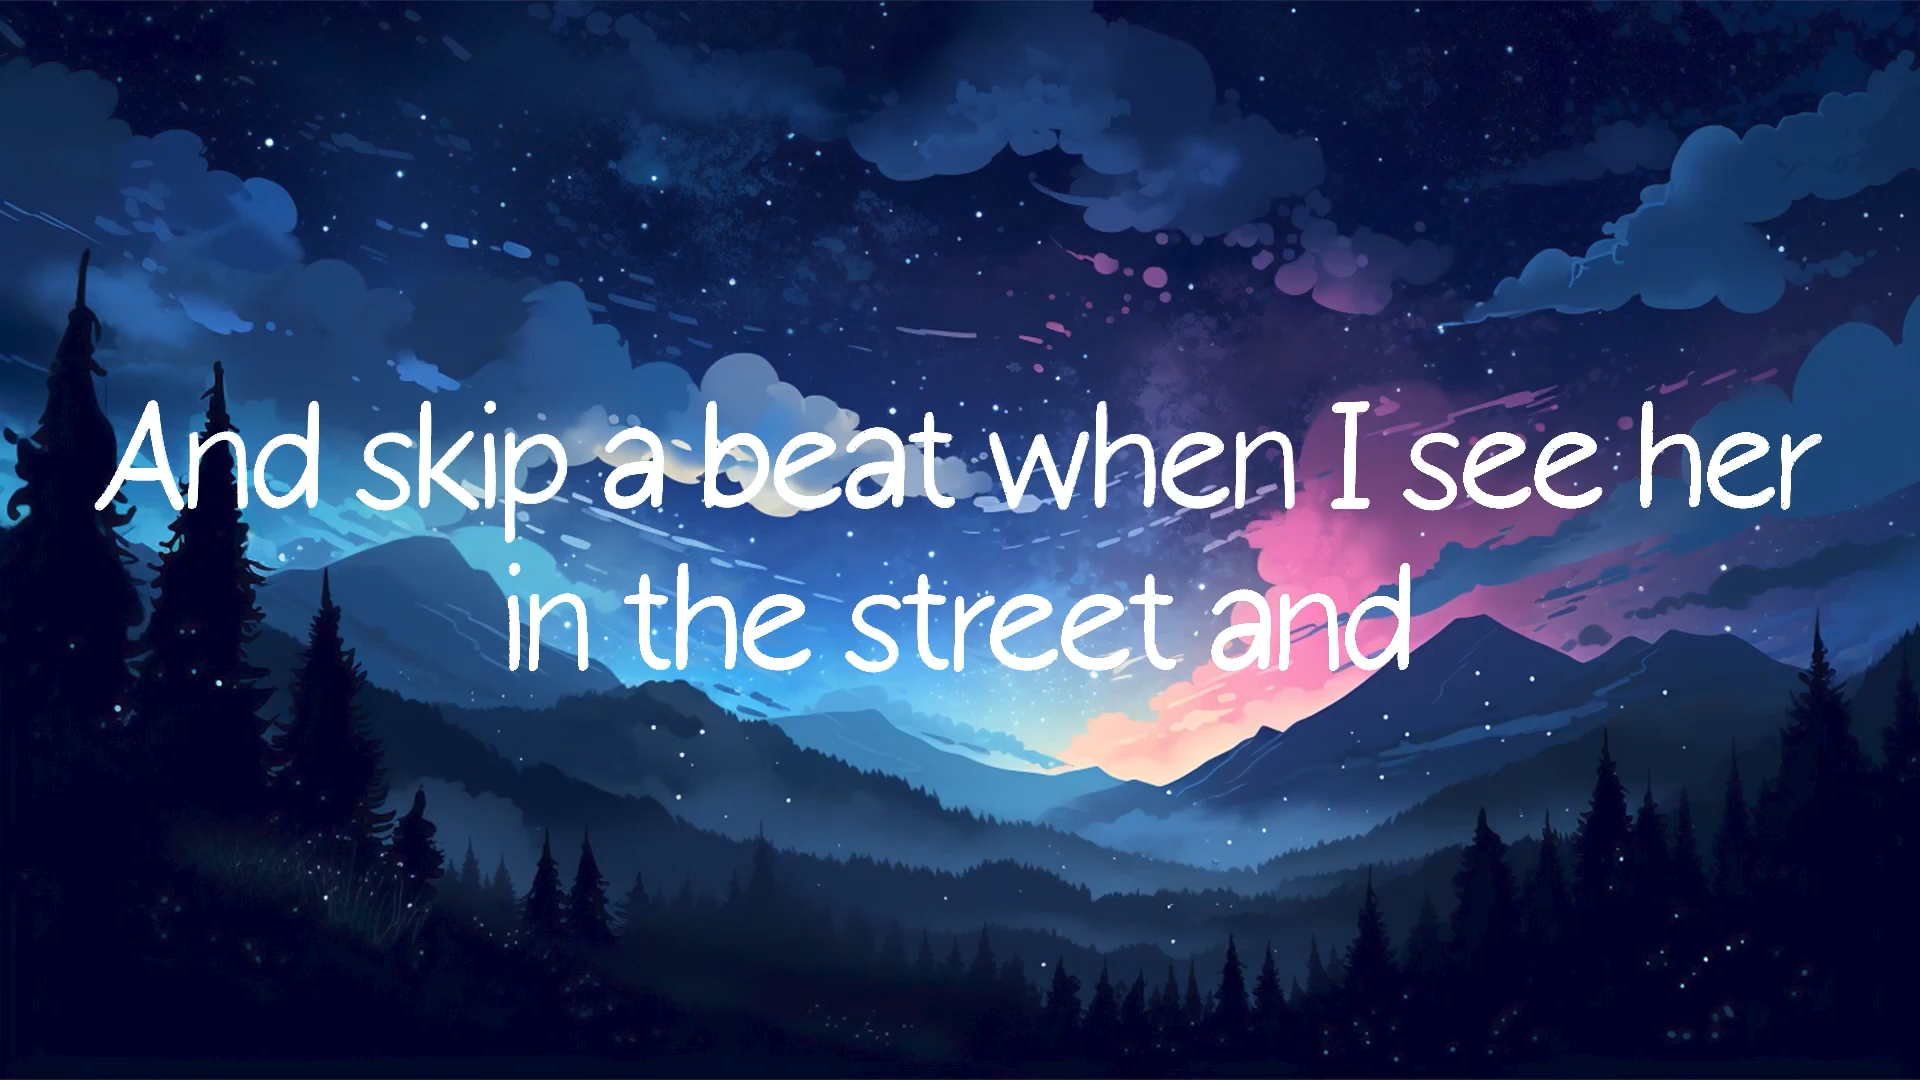 And skip a beat when I see her
in the street and